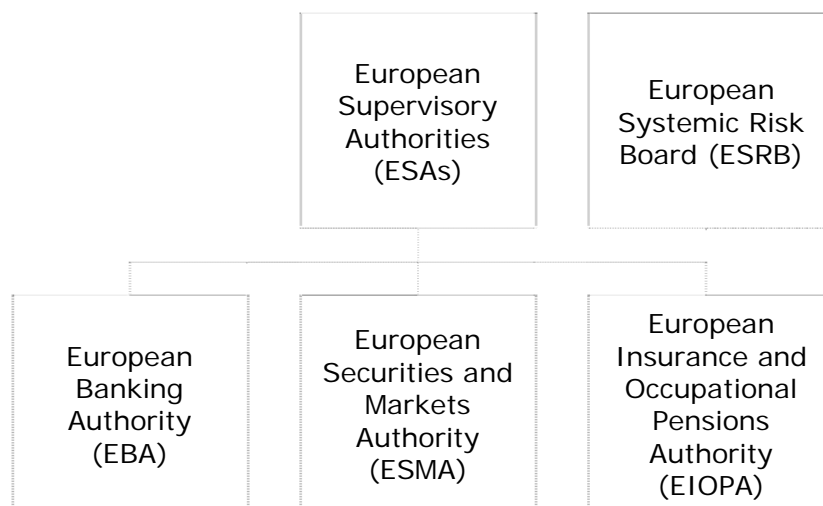 European
Supervisory
Authorities
(ESAs)
European
Systemic Risk
Board (ESRB)
European
Banking
Authority
(EBA)
European
Securities and
Markets
Authority
(ESMA)
European
Insurance and
Occupational
Pensions
Authority
(EIOPA)